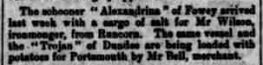 The schooner "Alexandrina" of Fowey arrived
last week with a cargo of salt for Mr Wilson,
ironmonger, from Runcorn. The same vessel and
the "Trojan" of Dundee are being loaded with
potatoes for Portsmouth by Mr Bell, merchant.